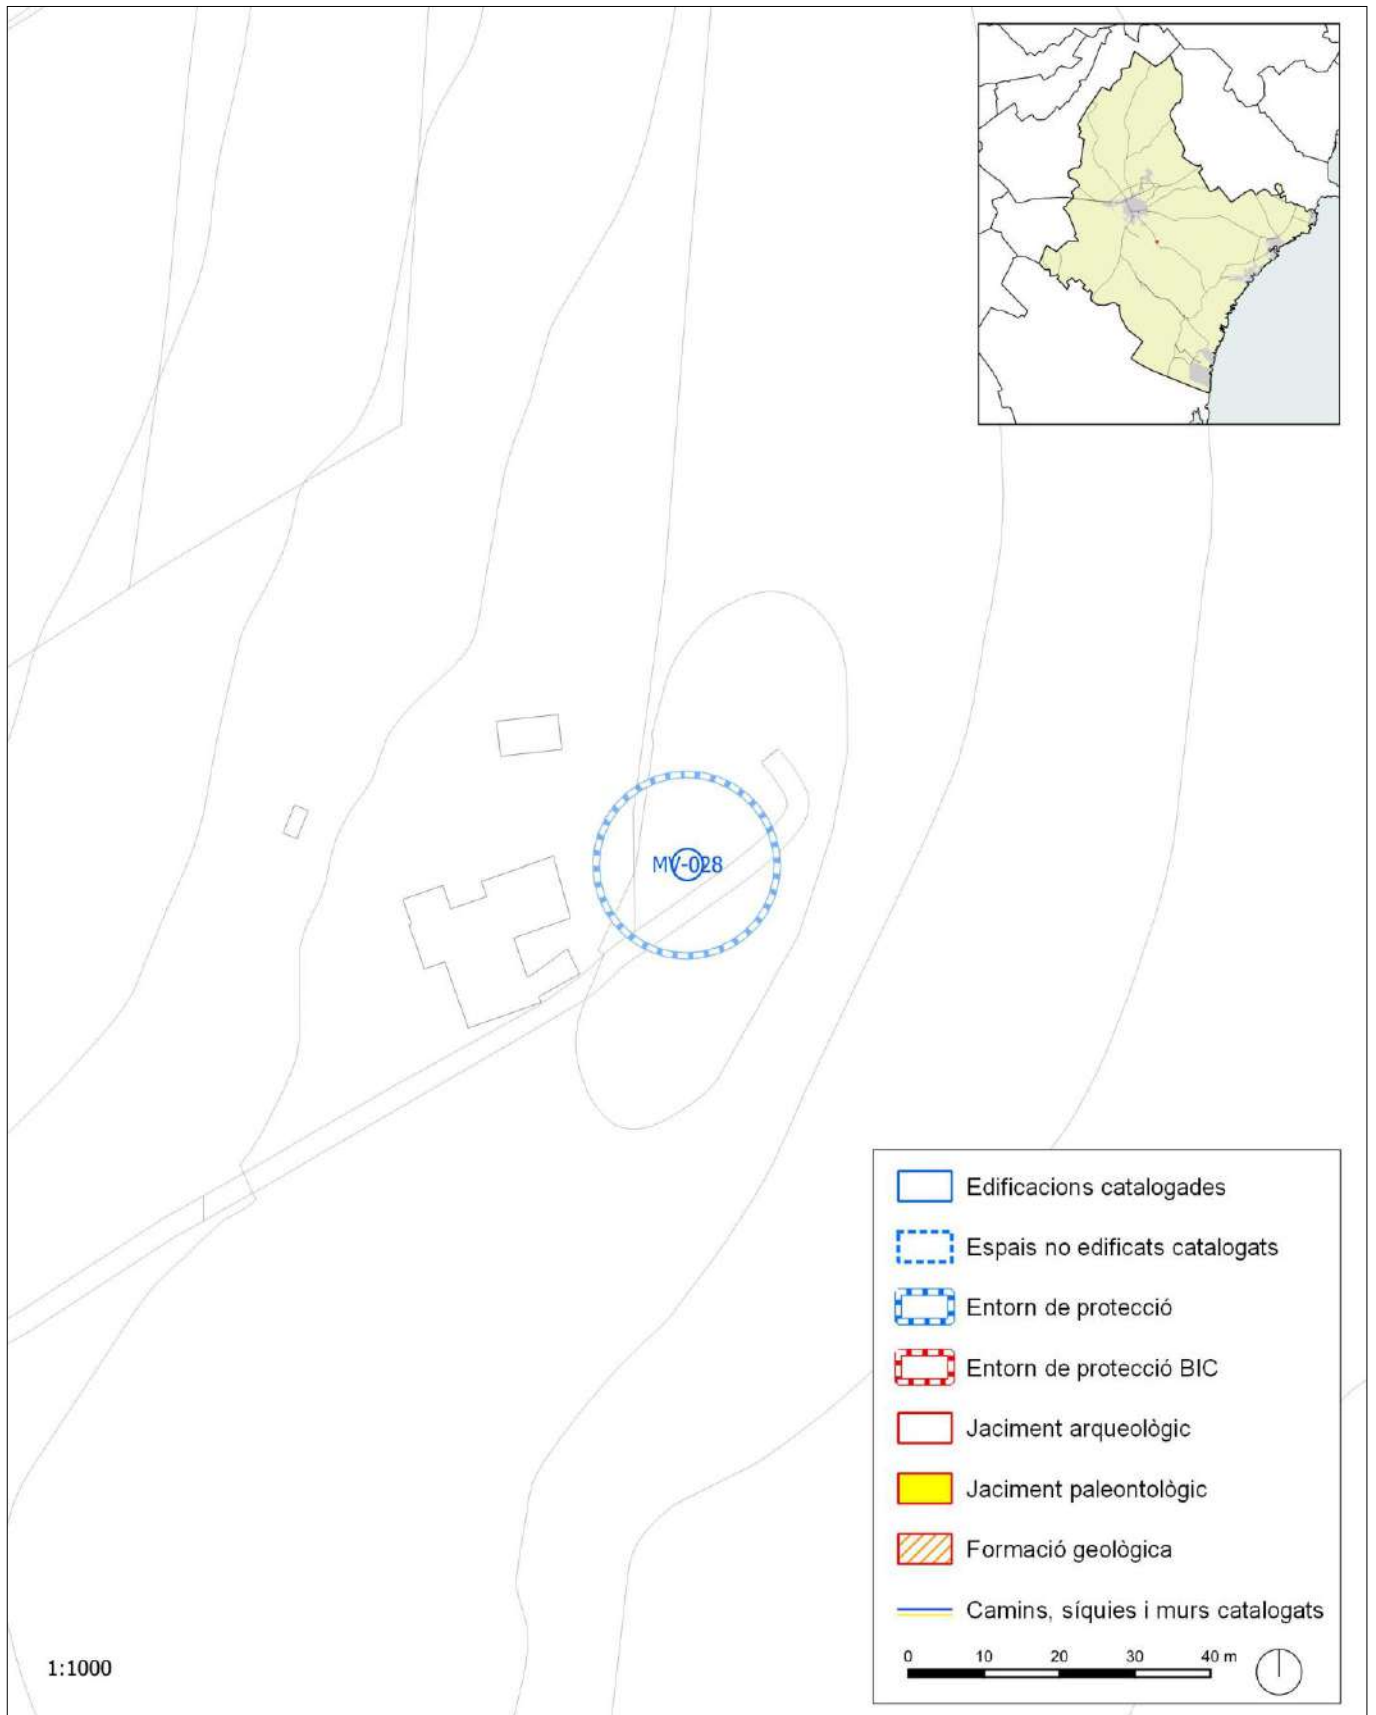 MV-028
Edificacions catalogades
Espais no edificats catalogats
Entorn de protecció
Entorn de protecció BIC
Jaciment arqueològic
Jaciment paleontològic
Formació geològica
Camins, síquies i murs catalogats
0 10 20 30 40 m
1:1000